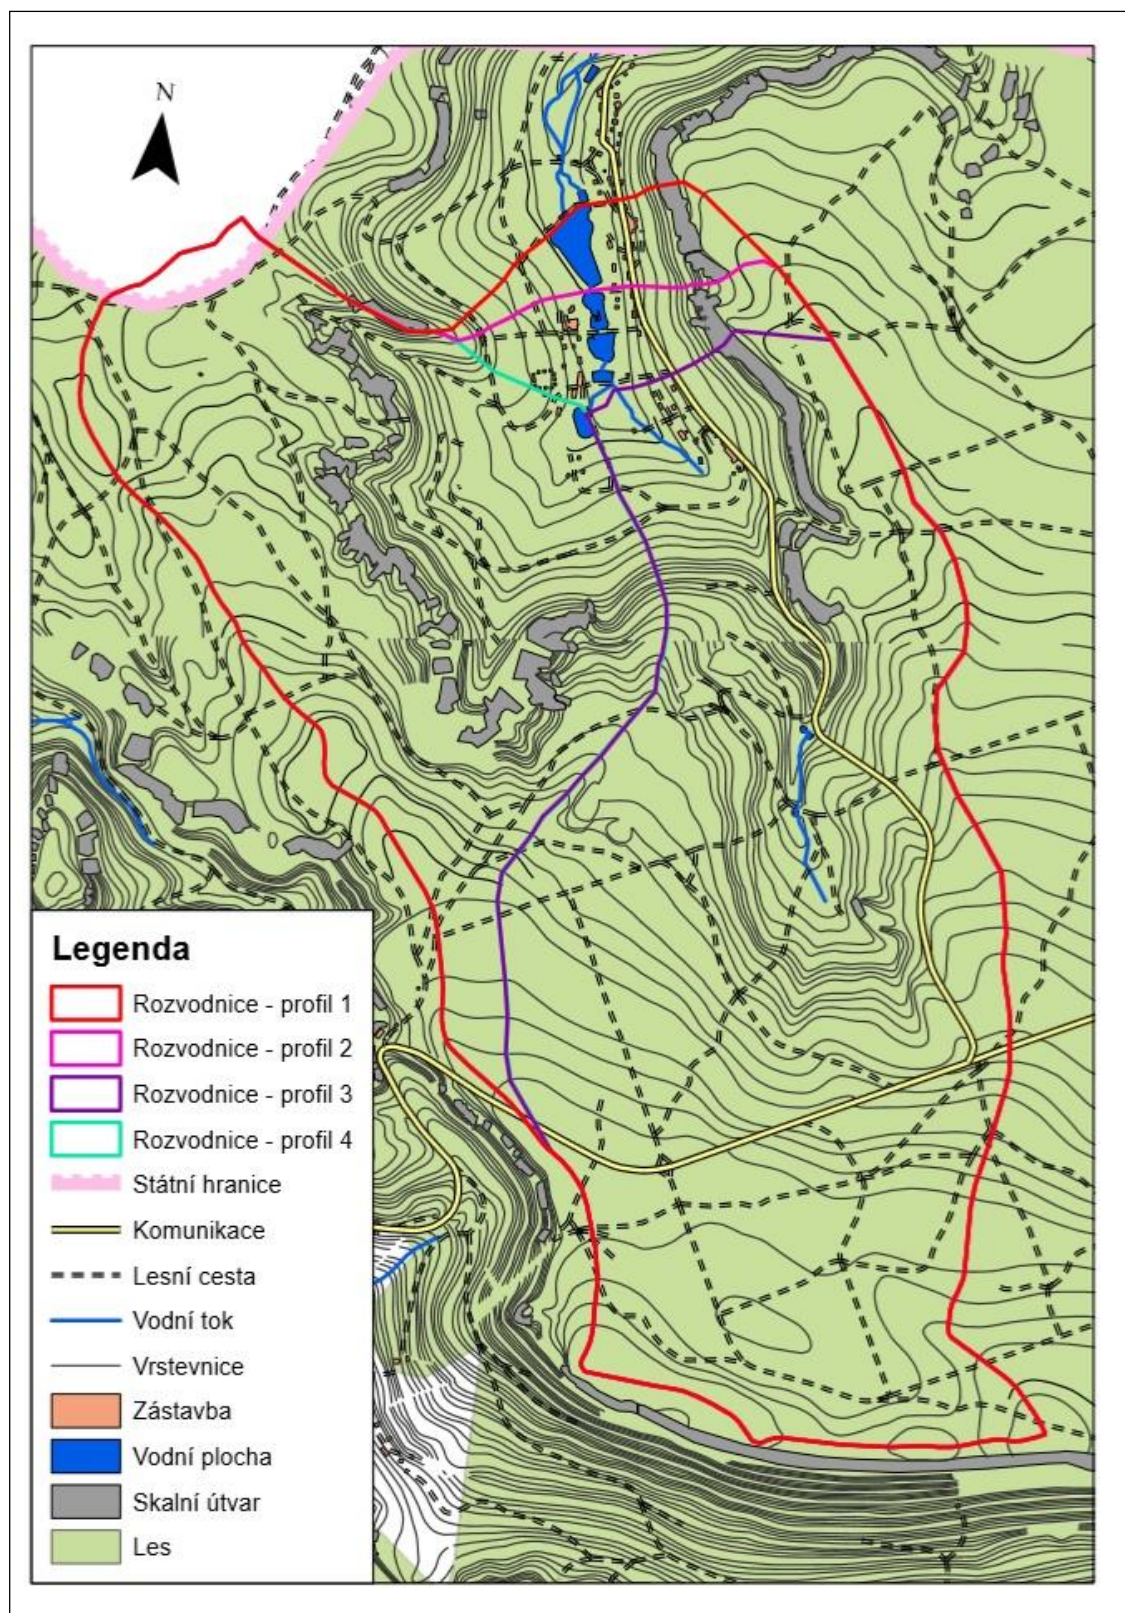 N
Legenda
Rozvodnice - profil 1
Rozvodnice - profil 2
Rozvodnice - profil 3
Rozvodnice - profil 4
Státní hranice
Komunikace
Lesní cesta
Vodní tok
Vrstevnice
Zástavba
Vodní plocha
Skalní útvar
Les